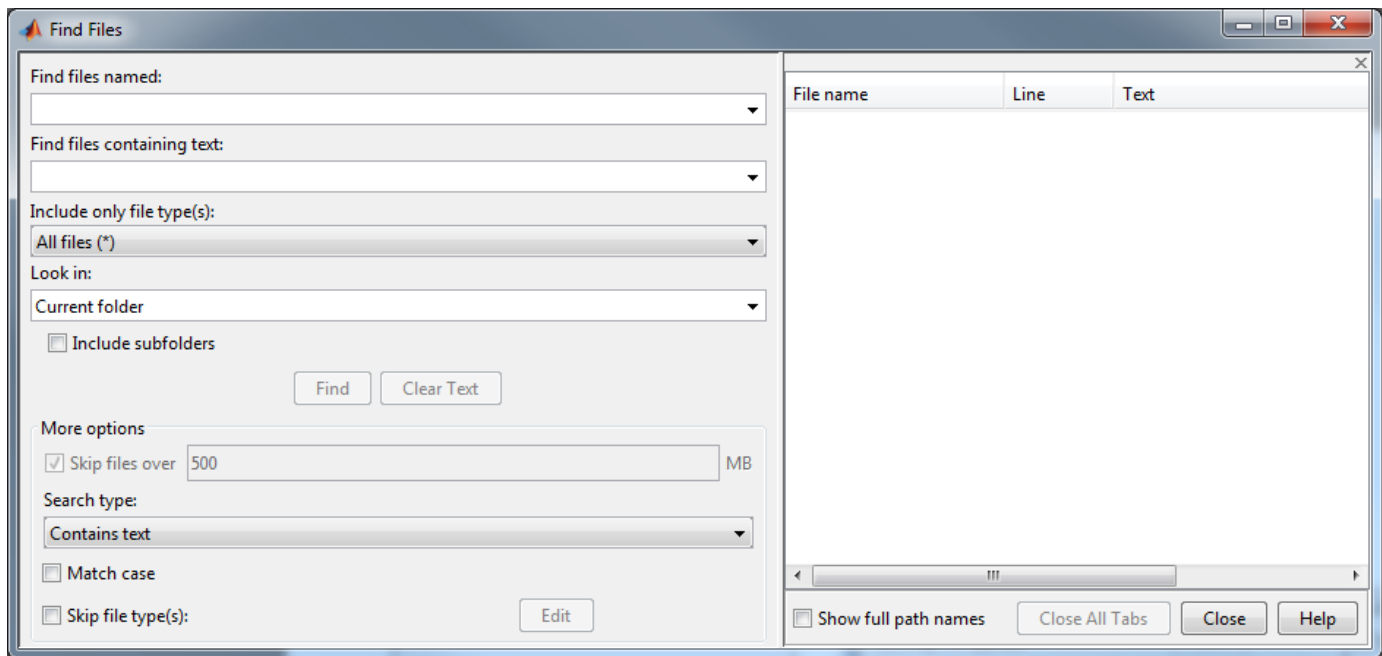 Find Files
Find files named:
Find files containing text:
Include only file type(s):
All files (*)
Look in:
Current folder
Include subfolders
Find Clear Text
More options
Skip files over 500 MB
Search type:
Contains text
Match case
Skip file type(s): Edit
File name Line Text
Show full path names Close All Tabs Close Help